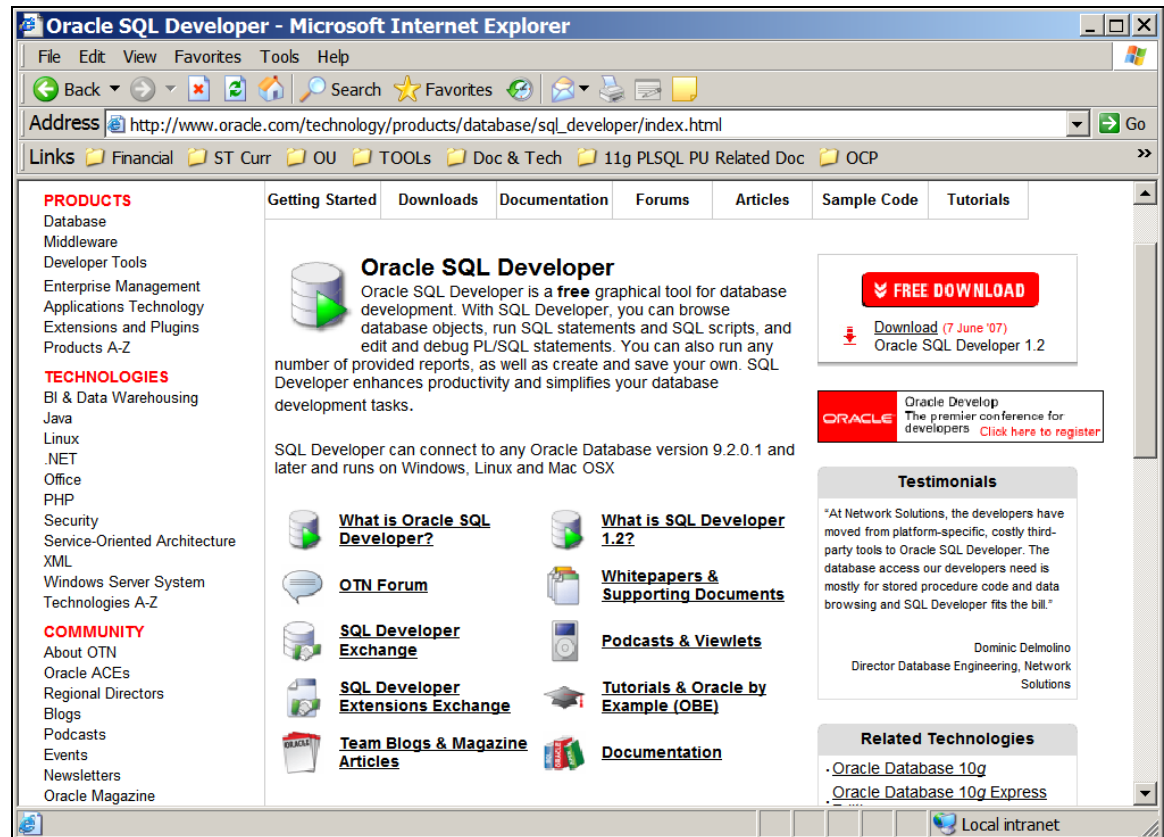 Oracle SQL Developer - Microsoft Internet Explorer
File Edit View Favorites Tools Help
Back Search Favorites
Address http://www.oracle.com/technology/products/database/sql_developer/index.html Go
Links Financial ST Curr OU TOOLs Doc & Tech 11g PLSQL PU Related Doc OCP »
PRODUCTS
Database
Middleware
Developer Tools
Enterprise Management
Applications Technology
Extensions and Plugins
Products A-Z
TECHNOLOGIES
BI & Data Warehousing
Java
Linux
.NET
Office
PHP
Security
Service-Oriented Architecture
XML
Windows Server System
Technologies A-Z
COMMUNITY
About OTN
Oracle ACEs
Regional Directors
Blogs
Podcasts
Events
Newsletters
Oracle Magazine
Getting Started Downloads Documentation Forums Articles Sample Code Tutorials
Oracle SQL Developer
Oracle SQL Developer is a free graphical tool for database
development. With SQL Developer, you can browse
database objects, run SQL statements and SQL scripts, and
edit and debug PL/SQL statements. You can also run any
number of provided reports, as well as create and save your own. SQL
Developer enhances productivity and simplifies your database
development tasks.
SQL Developer can connect to any Oracle Database version 9.2.0.1 and
later and runs on Windows, Linux and Mac OSX
What is Oracle SQL
Developer?
What is SQL Developer
1.2?
OTN Forum
Whitepapers &
Supporting Documents
SQL Developer
Exchange
Podcasts & Viewlets
SQL Developer
Extensions Exchange
Tutorials & Oracle by
Example (OBE)
ORACLE
Team Blogs & Magazine
Articles
Documentation
FREE DOWNLOAD
Download (7 June '07)
Oracle SQL Developer 1.2
ORACLE
Oracle Develop
The premier conference for
developers Click here to register
Testimonials
“At Network Solutions, the developers have
moved from platform-specific, costly third-
party tools to Oracle SQL Developer. The
database access our developers need is
mostly for stored procedure code and data
browsing and SQL Developer fits the bill.”
Dominic Delmolino
Director Database Engineering, Network
Solutions
Related Technologies
· Oracle Database 10g
· Oracle Database 10g Express
Local intranet